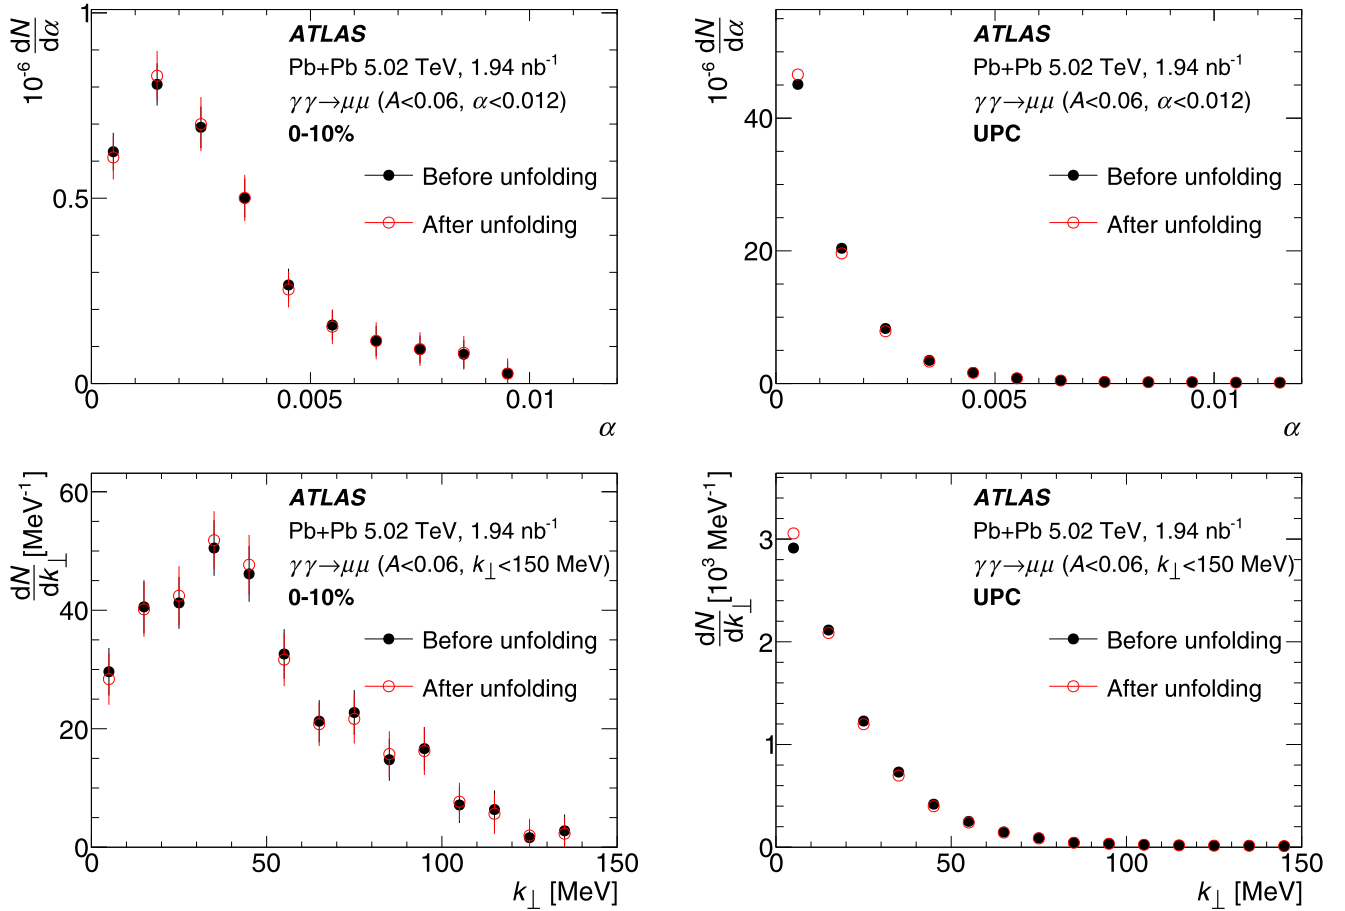 10⁻⁶ dN/dα
1
0.5
0
ATLAS
Pb+Pb 5.02 TeV, 1.94 nb⁻¹
γγ→μμ (A<0.06, α<0.012)
0-10%
Before unfolding
After unfolding
0 0.005 0.01
α
10⁻⁶ dN/dα
40
20
0
ATLAS
Pb+Pb 5.02 TeV, 1.94 nb⁻¹
γγ→μμ (A<0.06, α<0.012)
UPC
Before unfolding
After unfolding
0 0.005 0.01
α
dN/dk⊥ [MeV⁻¹]
60
40
20
0
ATLAS
Pb+Pb 5.02 TeV, 1.94 nb⁻¹
γγ→μμ (A<0.06, k⊥<150 MeV)
0-10%
Before unfolding
After unfolding
0 50 100 150
k⊥ [MeV]
dN/dk⊥ [10³ MeV⁻¹]
3
2
1
0
ATLAS
Pb+Pb 5.02 TeV, 1.94 nb⁻¹
γγ→μμ (A<0.06, k⊥<150 MeV)
UPC
Before unfolding
After unfolding
0 50 100 150
k⊥ [MeV]